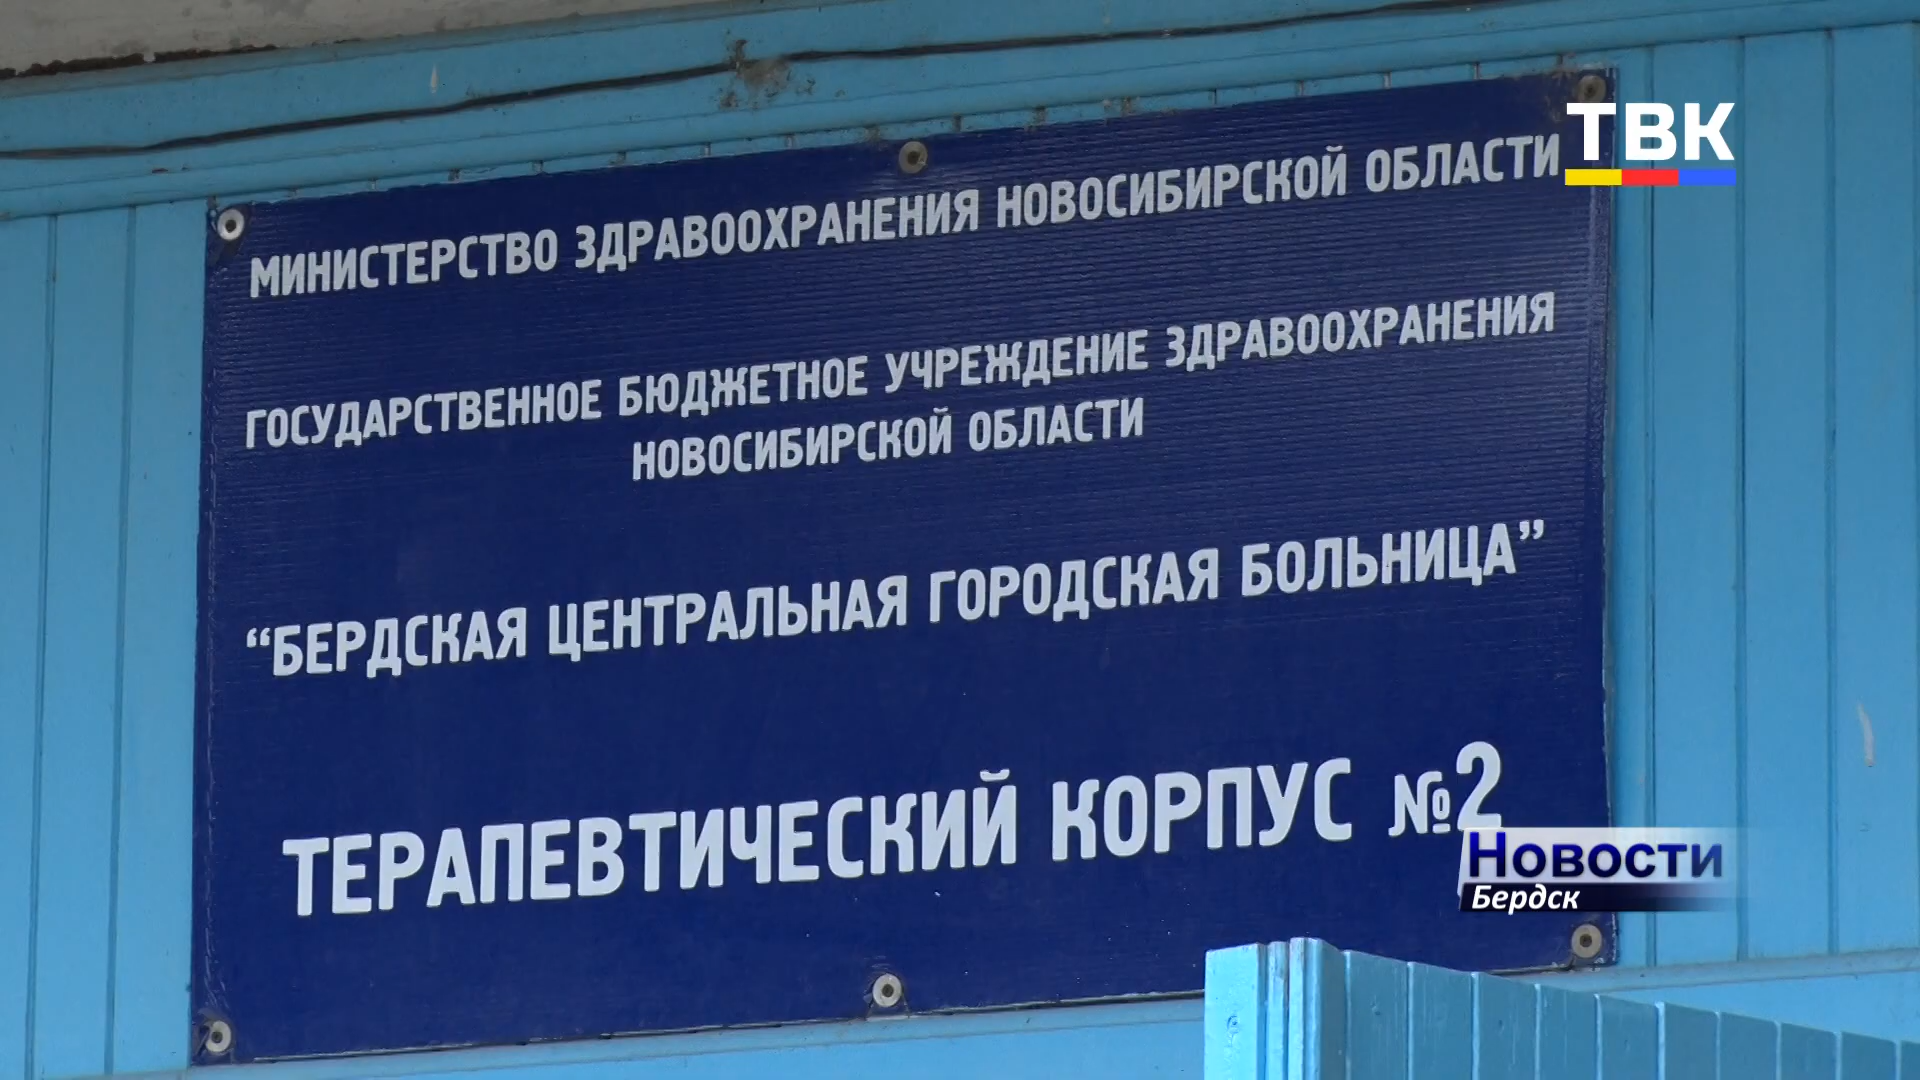 ТВК
МИНИСТЕРСТВО ЗДРАВООХРАНЕНИЯ НОВОСИБИРСКОЙ ОБЛАСТИ
ГОСУДАРСТВЕННОЕ БЮДЖЕТНОЕ УЧРЕЖДЕНИЕ ЗДРАВООХРАНЕНИЯ
НОВОСИБИРСКОЙ ОБЛАСТИ
“БЕРДСКАЯ ЦЕНТРАЛЬНАЯ ГОРОДСКАЯ БОЛЬНИЦА”
ТЕРАПЕВТИЧЕСКИЙ КОРПУС №2
Новости
Бердск